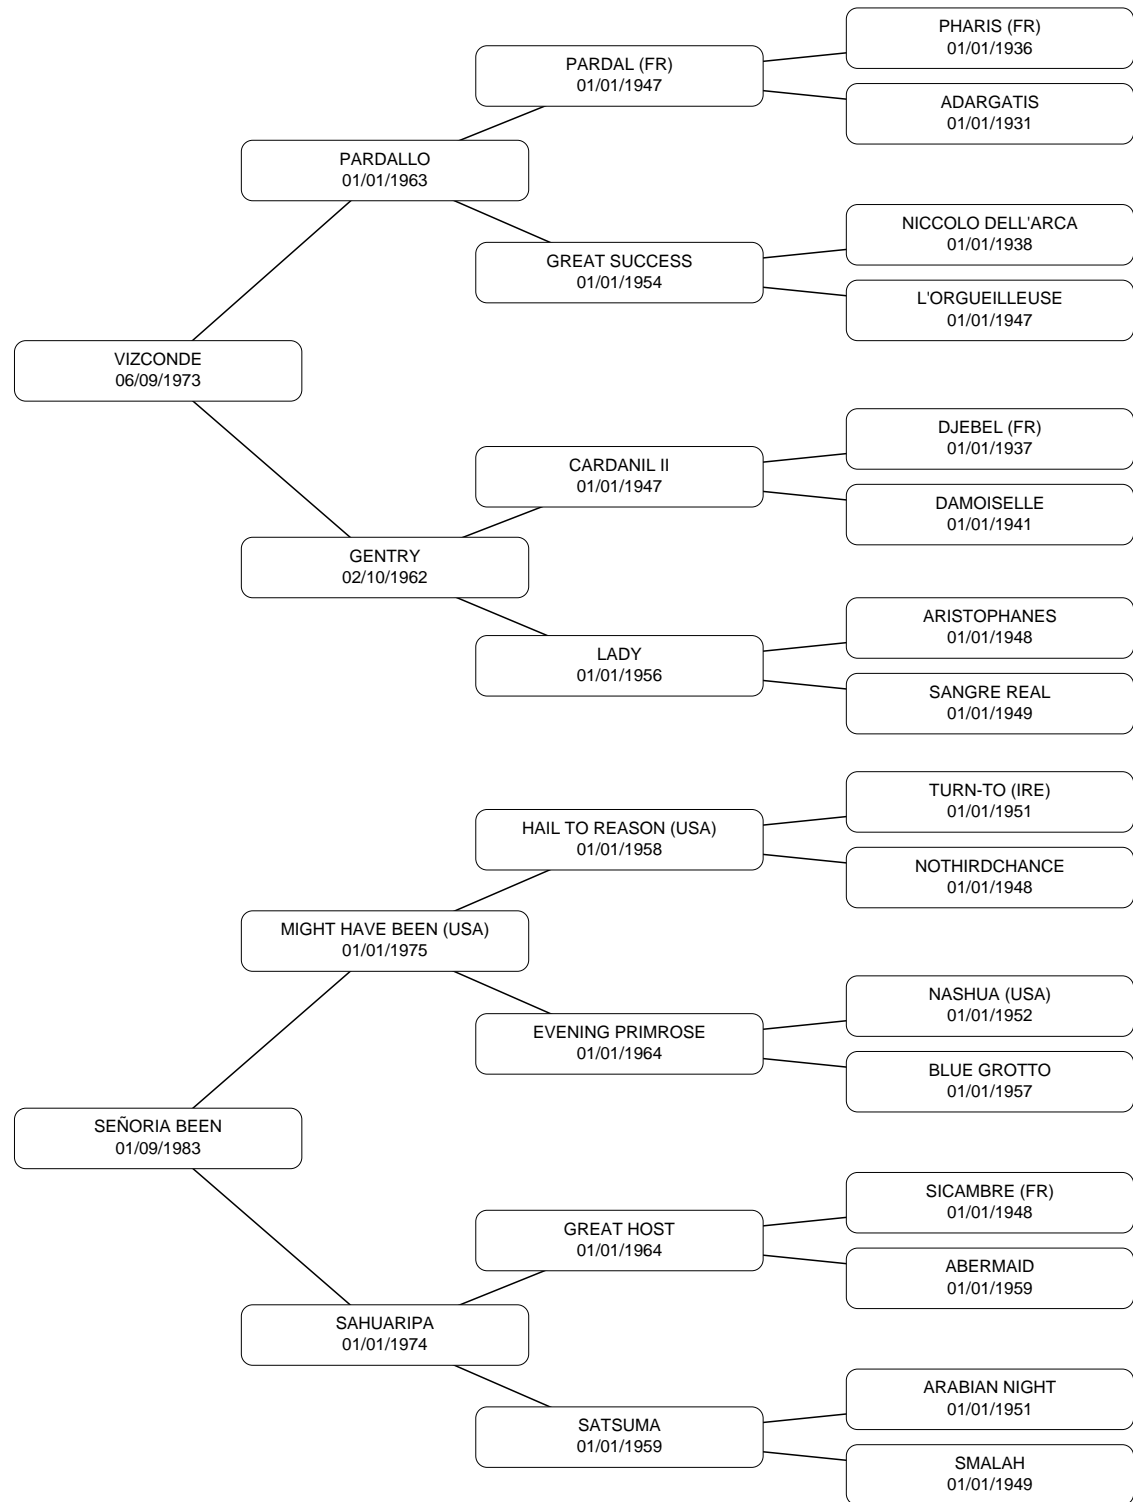 PHARIS (FR)
01/01/1936
PARDAL (FR)
01/01/1947
ADARGATIS
01/01/1931
PARDALLO
01/01/1963
NICCOLO DELL'ARCA
01/01/1938
GREAT SUCCESS
01/01/1954
L'ORGUEILLEUSE
01/01/1947
VIZCONDE
06/09/1973
DJEBEL (FR)
01/01/1937
CARDANIL II
01/01/1947
DAMOISELLE
01/01/1941
GENTRY
02/10/1962
ARISTOPHANES
01/01/1948
LADY
01/01/1956
SANGRE REAL
01/01/1949
TURN-TO (IRE)
01/01/1951
HAIL TO REASON (USA)
01/01/1958
NOTHIRDCHANCE
01/01/1948
MIGHT HAVE BEEN (USA)
01/01/1975
NASHUA (USA)
01/01/1952
EVENING PRIMROSE
01/01/1964
BLUE GROTTO
01/01/1957
SEÑORIA BEEN
01/09/1983
SICAMBRE (FR)
01/01/1948
GREAT HOST
01/01/1964
ABERMAID
01/01/1959
SAHUARIPA
01/01/1974
ARABIAN NIGHT
01/01/1951
SATSUMA
01/01/1959
SMALAH
01/01/1949